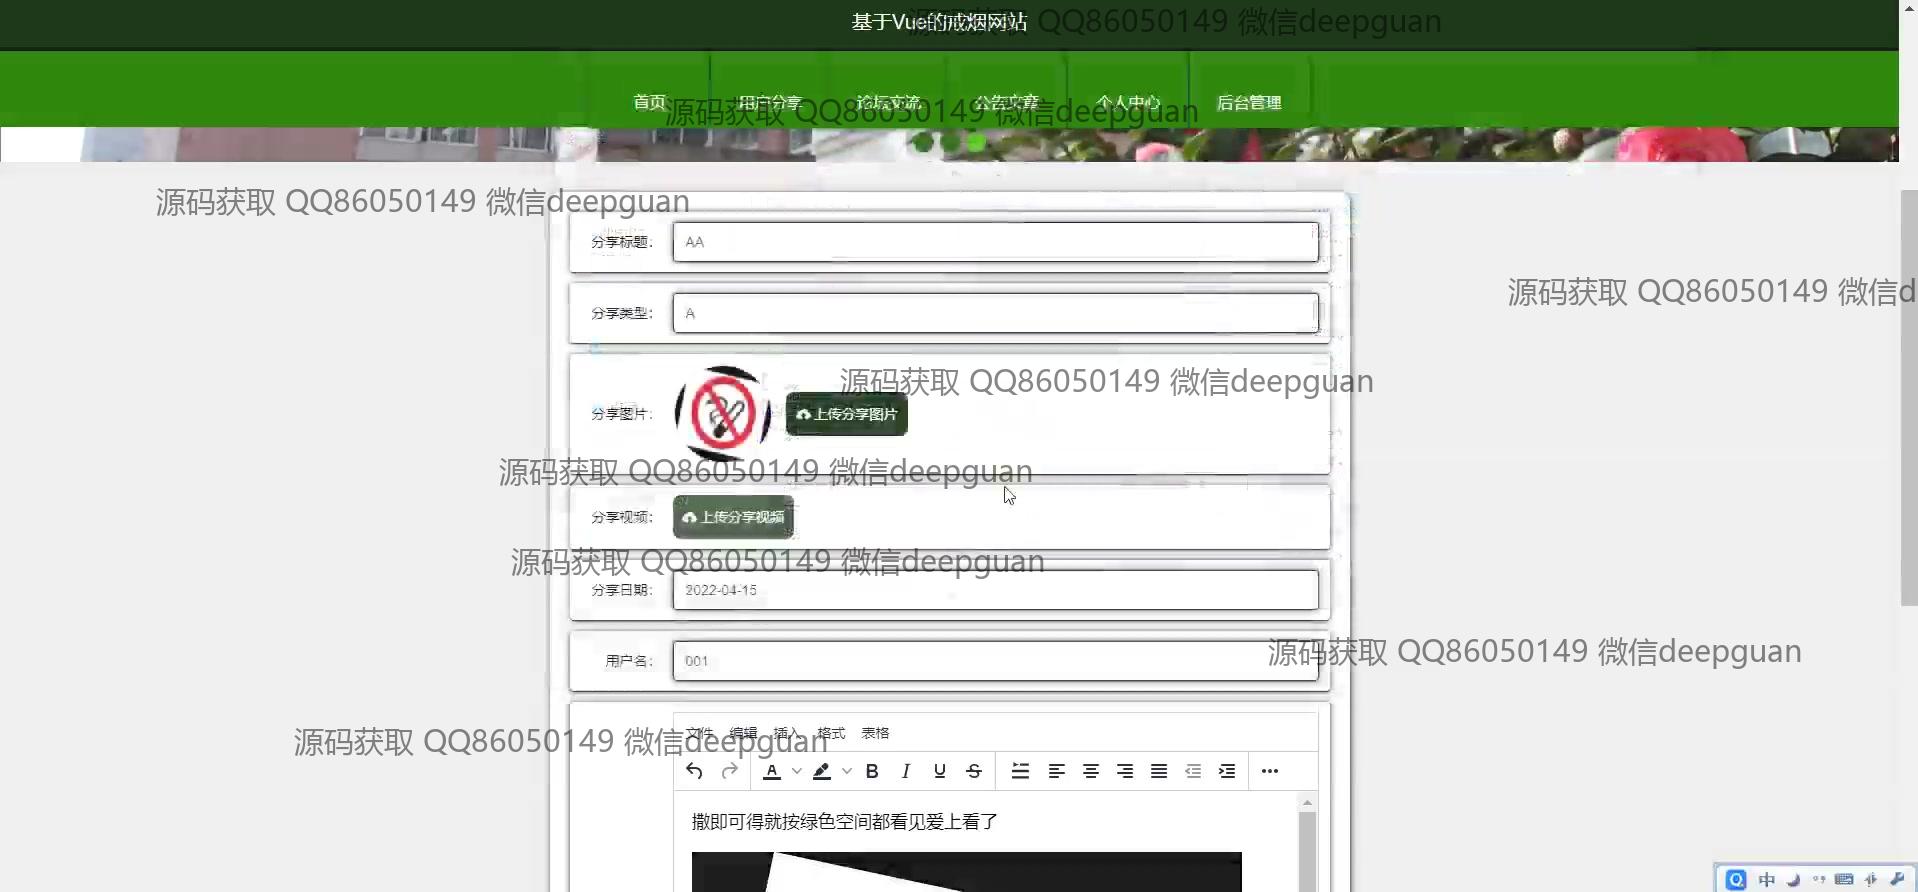 基于Vue的戒烟网站
源码获取 QQ86050149 微信deepguan
首页 用户分享 论坛交流 公告文章 个人中心 后台管理
源码获取 QQ86050149 微信deepguan
源码获取 QQ86050149 微信deepguan
分享标题： AA
源码获取 QQ86050149 微信d
分享类型： A
源码获取 QQ86050149 微信deepguan
分享图片： 上传分享图片
源码获取 QQ86050149 微信deepguan
分享视频： 上传分享视频
源码获取 QQ86050149 微信deepguan
分享日期： 2022-04-15
源码获取 QQ86050149 微信deepguan
用户名： 001
源码获取 QQ86050149 微信deepguan
文件 编辑 插入 格式 表格
A B I U S
撒即可得就按绿色空间都看见爱上看了
中